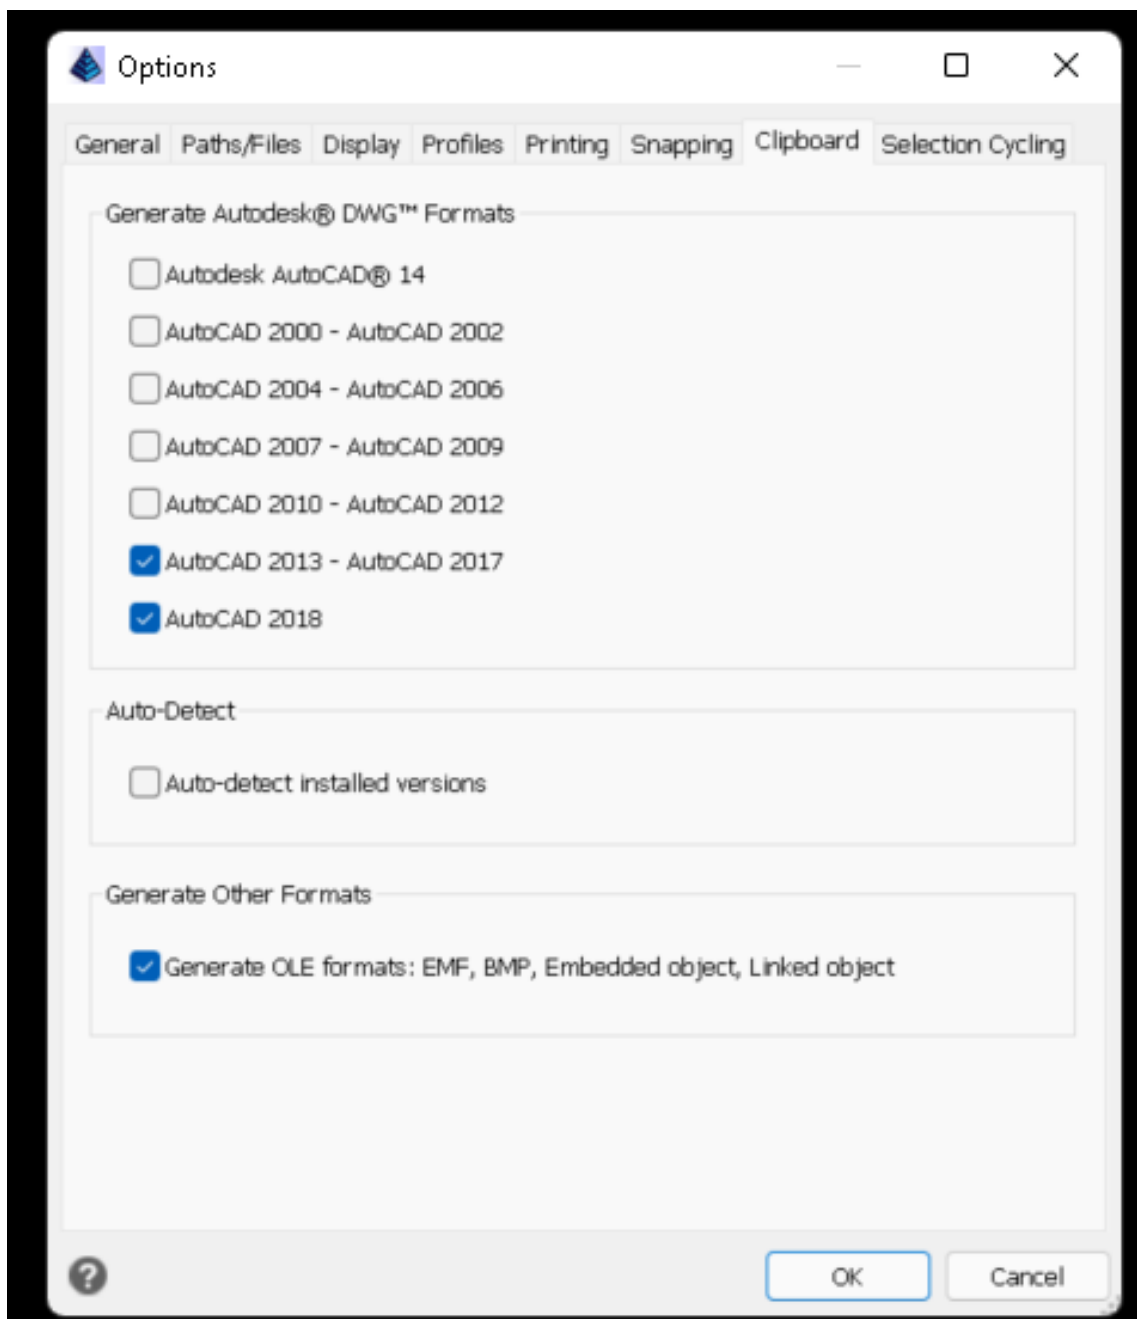 Options
General Paths/Files Display Profiles Printing Snapping Clipboard Selection Cycling
Generate Autodesk® DWG™ Formats
Autodesk AutoCAD® 14
AutoCAD 2000 - AutoCAD 2002
AutoCAD 2004 - AutoCAD 2006
AutoCAD 2007 - AutoCAD 2009
AutoCAD 2010 - AutoCAD 2012
AutoCAD 2013 - AutoCAD 2017
AutoCAD 2018
Auto-Detect
Auto-detect installed versions
Generate Other Formats
Generate OLE formats: EMF, BMP, Embedded object, Linked object
? OK Cancel